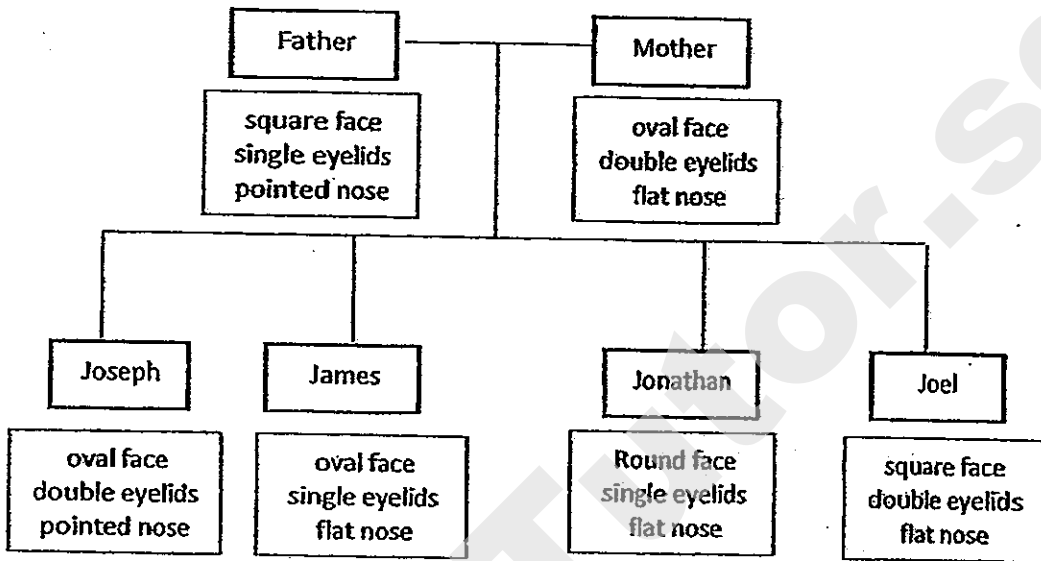 Father
Mother
square face
single eyelids
pointed nose
oval face
double eyelids
flat nose
Joseph
James
Jonathan
Joel
oval face
double eyelids
pointed nose
oval face
single eyelids
flat nose
Round face
single eyelids
flat nose
square face
double eyelids
flat nose
Tutor.s